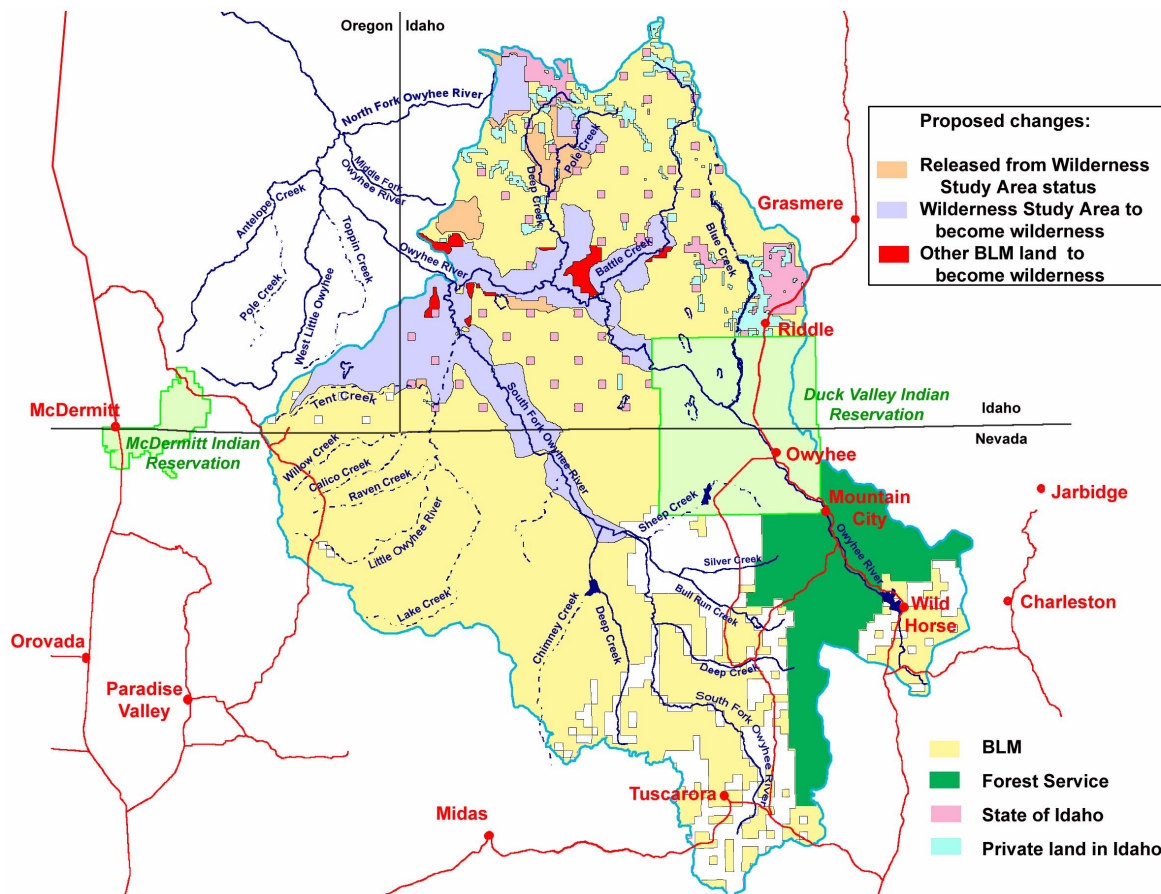 Oregon
Idaho
North Fork Owyhee River
Middle Fork
Owyhee River
Antelope Creek
Toppin Creek
Pole Creek
West Little Owyhee
Owyhee River
Deep Creek
Pole Creek
Battle Creek
Blue Creek
Grasmere
Riddle
Proposed changes:
Released from Wilderness
Study Area status
Wilderness Study Area to
become wilderness
Other BLM land to
become wilderness
McDermitt
McDermitt Indian
Reservation
Tent Creek
Willow Creek
Calico Creek
Raven Creek
Little Owyhee River
Lake Creek
South Fork Owyhee River
Duck Valley Indian
Reservation
Idaho
Nevada
Owyhee
Mountain
City
Sheep Creek
Silver Creek
Bull Run Creek
Owyhee River
Jarbidge
Wild
Horse
Charleston
Chimney Creek
Deep Creek
Deep Creek
South Fork Owyhee River
Orovada
Paradise
Valley
Midas
Tuscarora
BLM
Forest Service
State of Idaho
Private land in Idaho